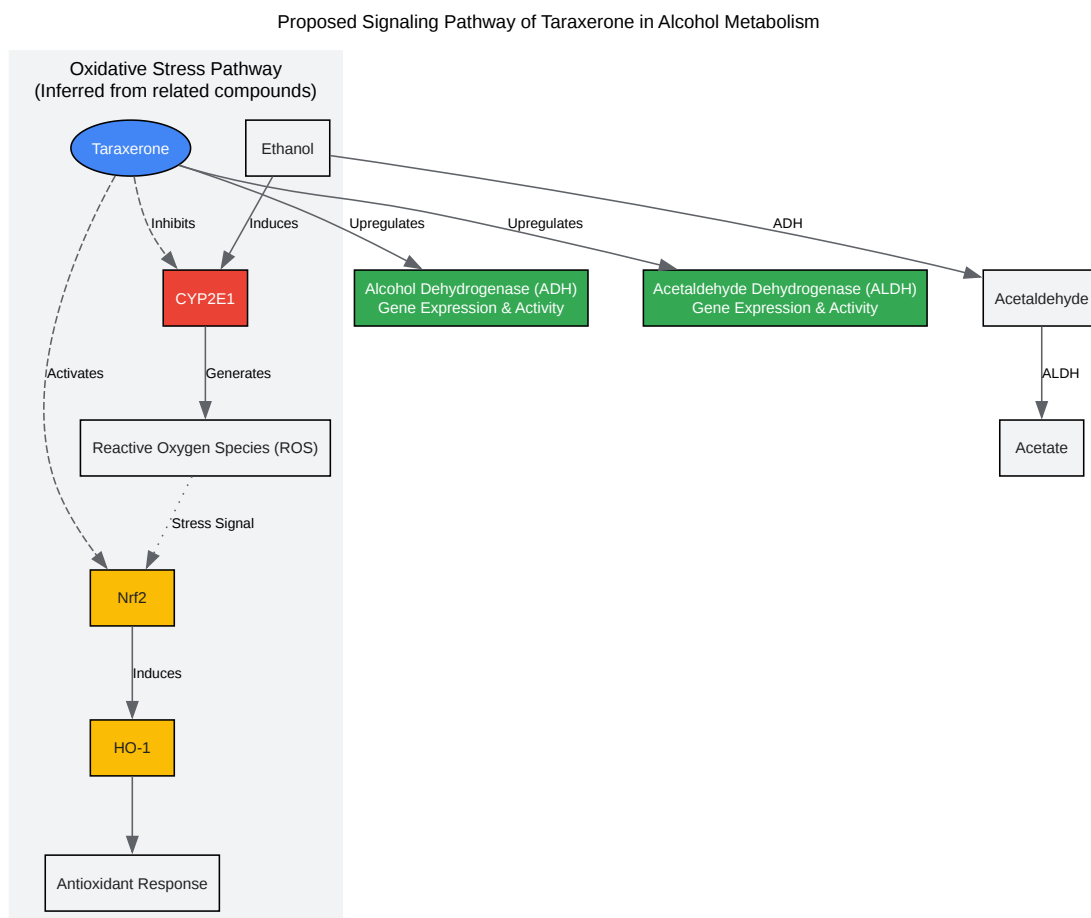 Proposed Signaling Pathway of Taraxerone in Alcohol Metabolism
Oxidative Stress Pathway
(Inferred from related compounds)
Taraxerone
Ethanol
Inhibits
Induces
Upregulates
Upregulates
ADH
CYP2E1
Alcohol Dehydrogenase (ADH)
Gene Expression & Activity
Acetaldehyde Dehydrogenase (ALDH)
Gene Expression & Activity
Acetaldehyde
Activates
Generates
ALDH
Reactive Oxygen Species (ROS)
Acetate
Stress Signal
Nrf2
Induces
HO-1
Antioxidant Response